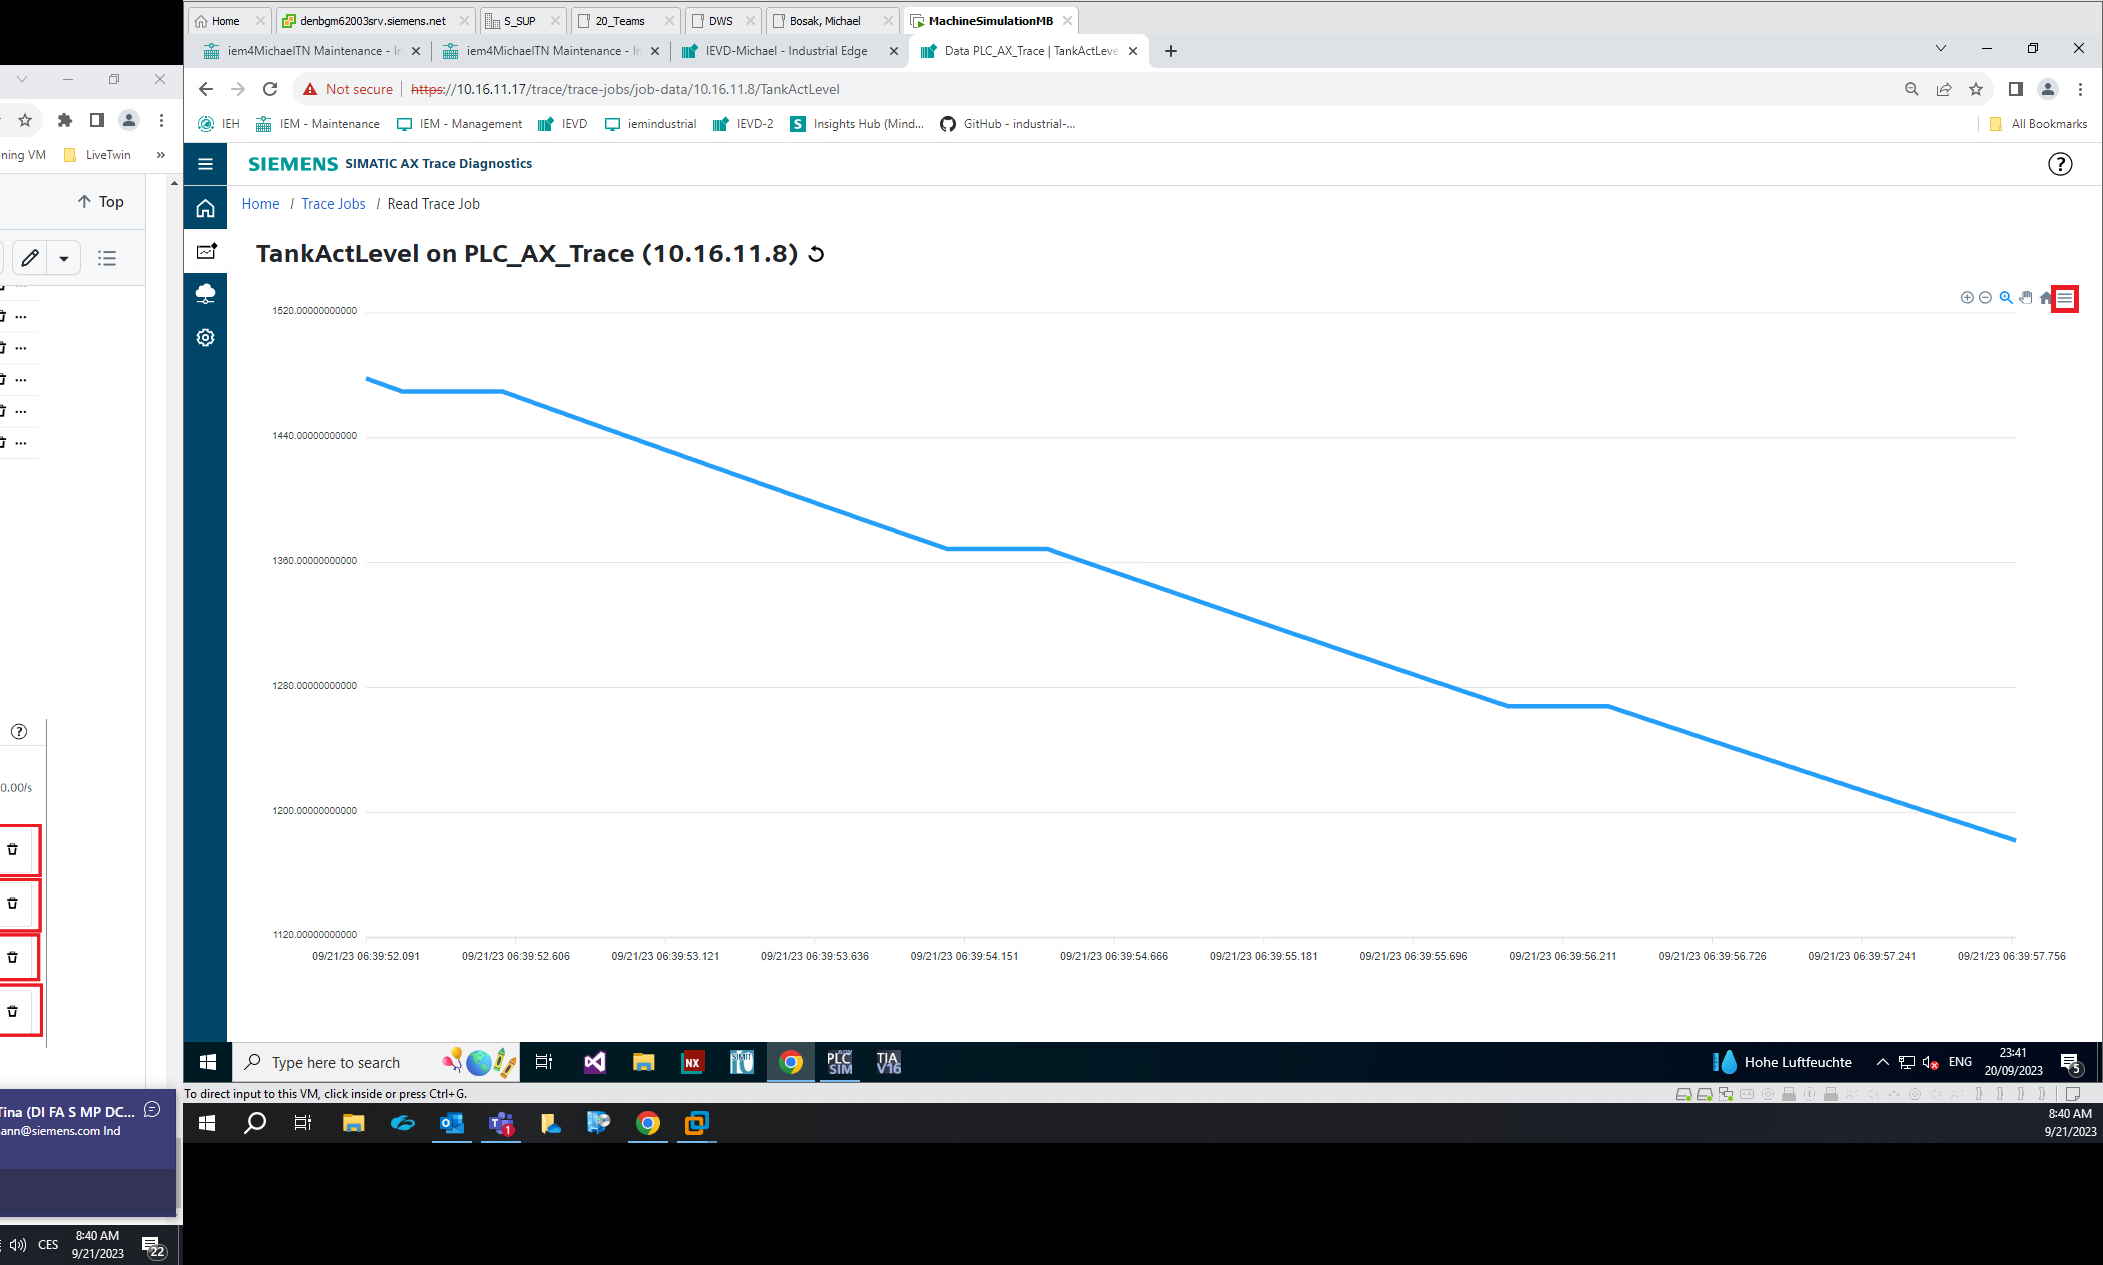 Home
denbgm62003srv.siemens.net
S_SUP
20_Teams
DWS
Bosak, Michael
MachineSimulationMB
iem4MichaelTN Maintenance - In
iem4MichaelTN Maintenance - In
IEVD-Michael - Industrial Edge
Data PLC_AX_Trace | TankActLeve
Not secure
https://10.16.11.17/trace/trace-jobs/job-data/10.16.11.8/TankActLevel
IEH
IEM - Maintenance
IEM - Management
IEVD
iemindustrial
IEVD-2
Insights Hub (Mind...
GitHub - industrial-...
All Bookmarks
ning VM
LiveTwin
»
Top
SIEMENS SIMATIC AX Trace Diagnostics
Home / Trace Jobs / Read Trace Job
TankActLevel on PLC_AX_Trace (10.16.11.8)
1520.00000000000
1440.00000000000
1360.00000000000
1280.00000000000
1200.00000000000
1120.00000000000
09/21/23 06:39:52.091
09/21/23 06:39:52.606
09/21/23 06:39:53.121
09/21/23 06:39:53.636
09/21/23 06:39:54.151
09/21/23 06:39:54.666
09/21/23 06:39:55.181
09/21/23 06:39:55.696
09/21/23 06:39:56.211
09/21/23 06:39:56.726
09/21/23 06:39:57.241
09/21/23 06:39:57.756
0.00/s
Type here to search
NX
SIMIT
PLC SIM
TIA V16
Hohe Luftfeuchte
ENG
23:41
20/09/2023
5
To direct input to this VM, click inside or press Ctrl+G.
1
8:40 AM
9/21/2023
Tina (DI FA S MP DC...
ann@siemens.com Ind
CES
8:40 AM
9/21/2023
22